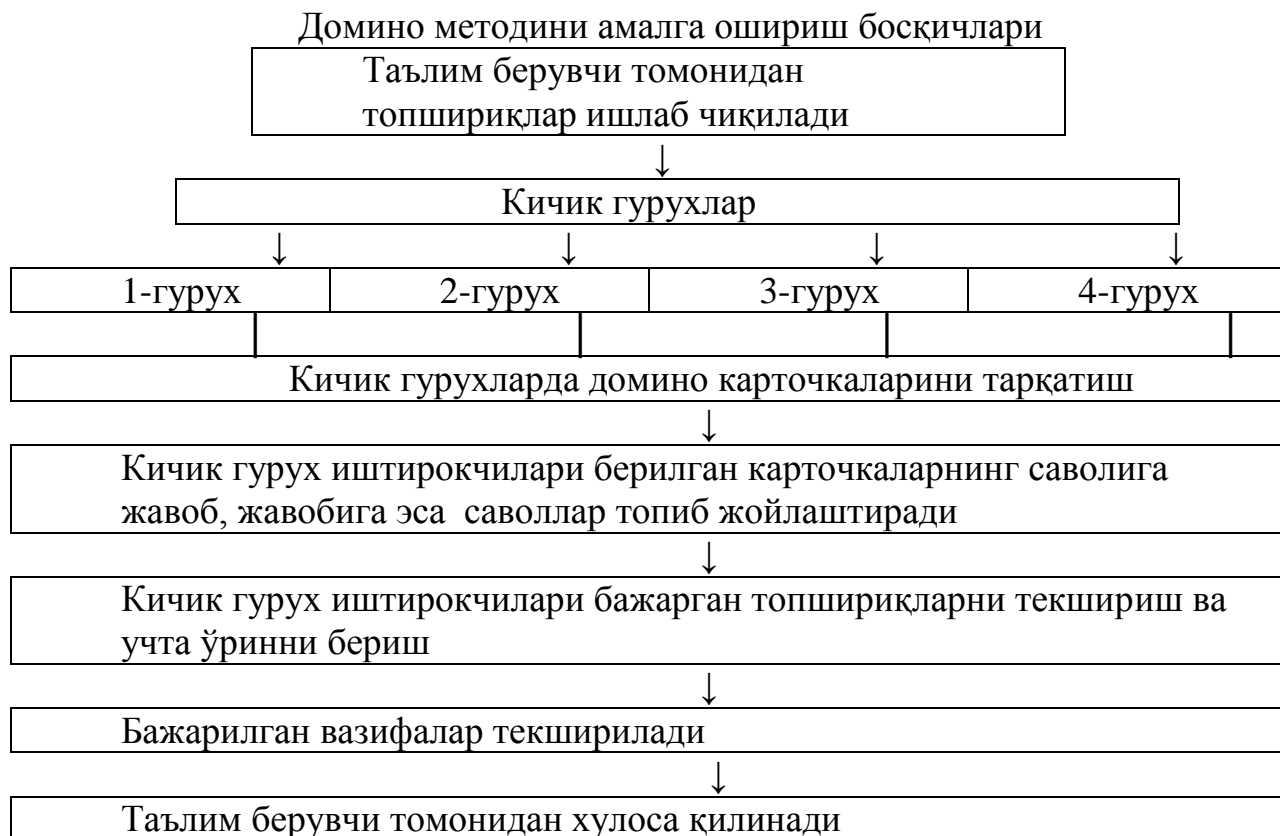 Домино методини амалга ошириш босқичлари
Таълим берувчи томонидан
топшириқлар ишлаб чиқилади
↓
Кичик гурухлар
↓ ↓ ↓ ↓
1-гурух 2-гурух 3-гурух 4-гурух
Кичик гурухларда домино карточкаларини тарқатиш
↓
Кичик гурух иштирокчилари берилган карточкаларнинг саволига
жавоб, жавобига эса саволлар топиб жойлаштиради
↓
Кичик гурух иштирокчилари бажарган топшириқларни текшириш ва
учта ўринни бериш
↓
Бажарилган вазифалар текширилади
↓
Таълим берувчи томонидан хулоса қилинади